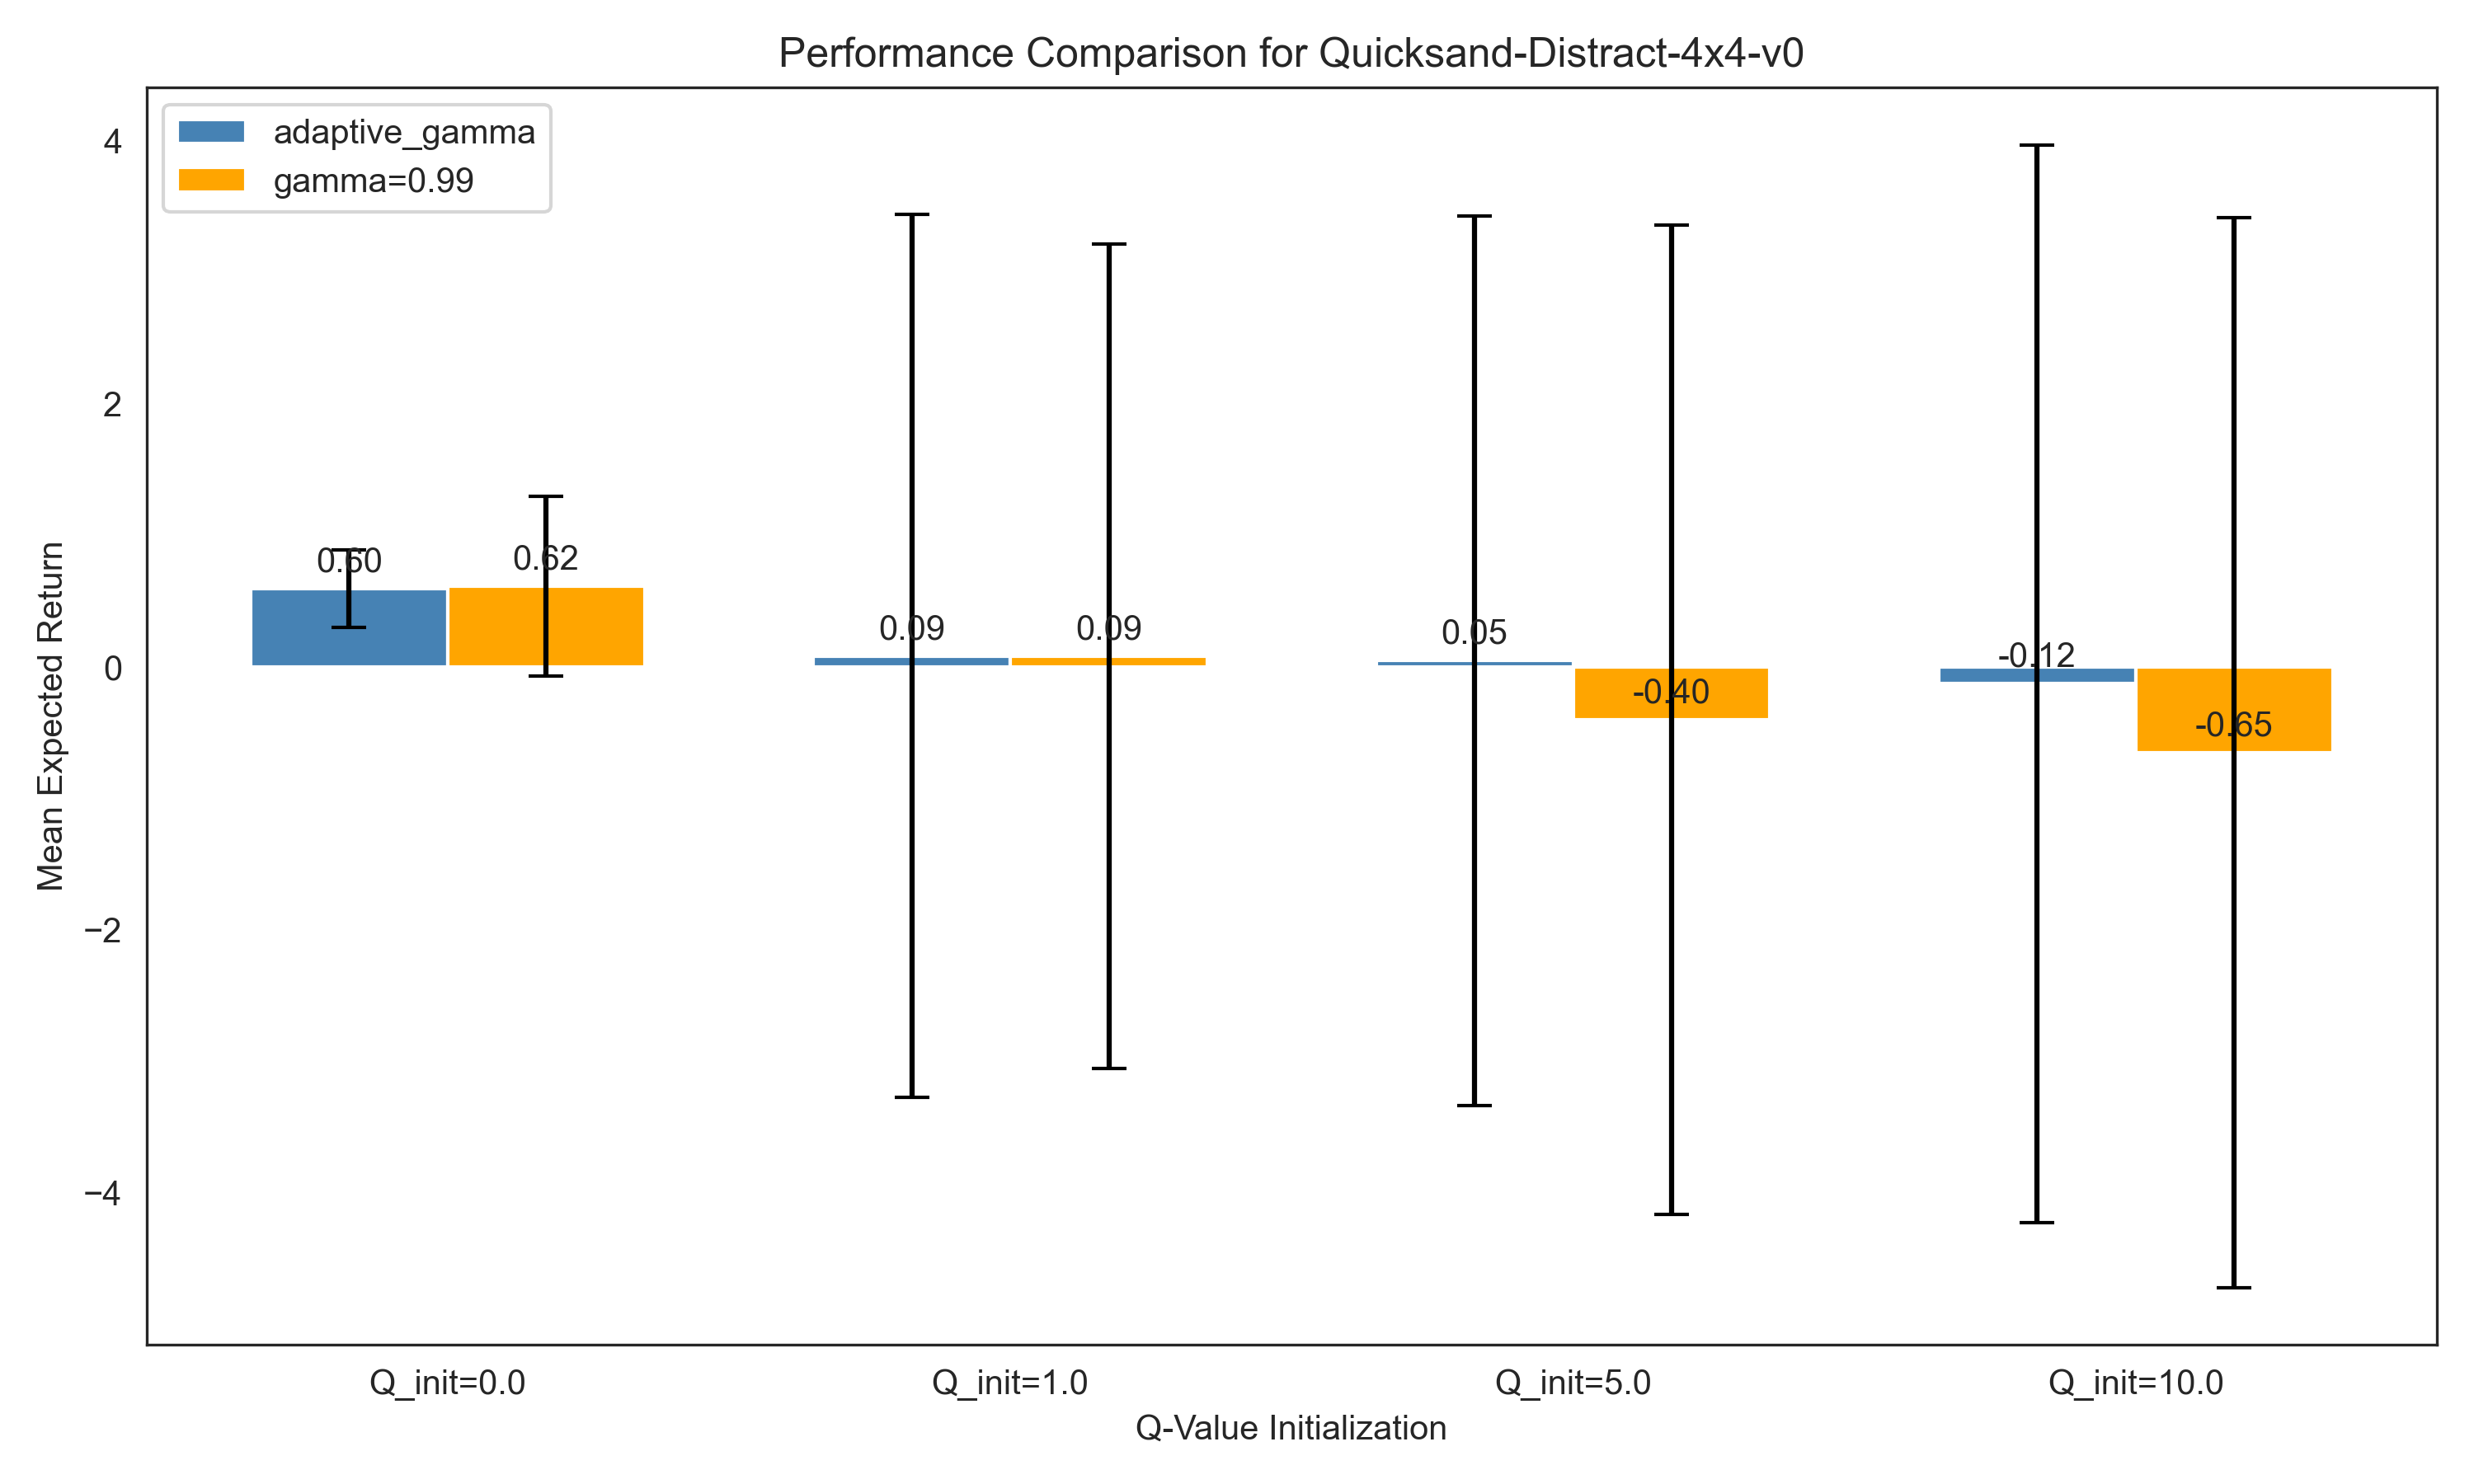 Performance Comparison for Quicksand-Distract-4x4-v0
adaptive_gamma
gamma=0.99
Mean Expected Return
4
2
0
−2
−4
0.60
0.62
0.09
0.09
0.05
-0.40
-0.12
-0.65
Q_init=0.0
Q_init=1.0
Q_init=5.0
Q_init=10.0
Q-Value Initialization